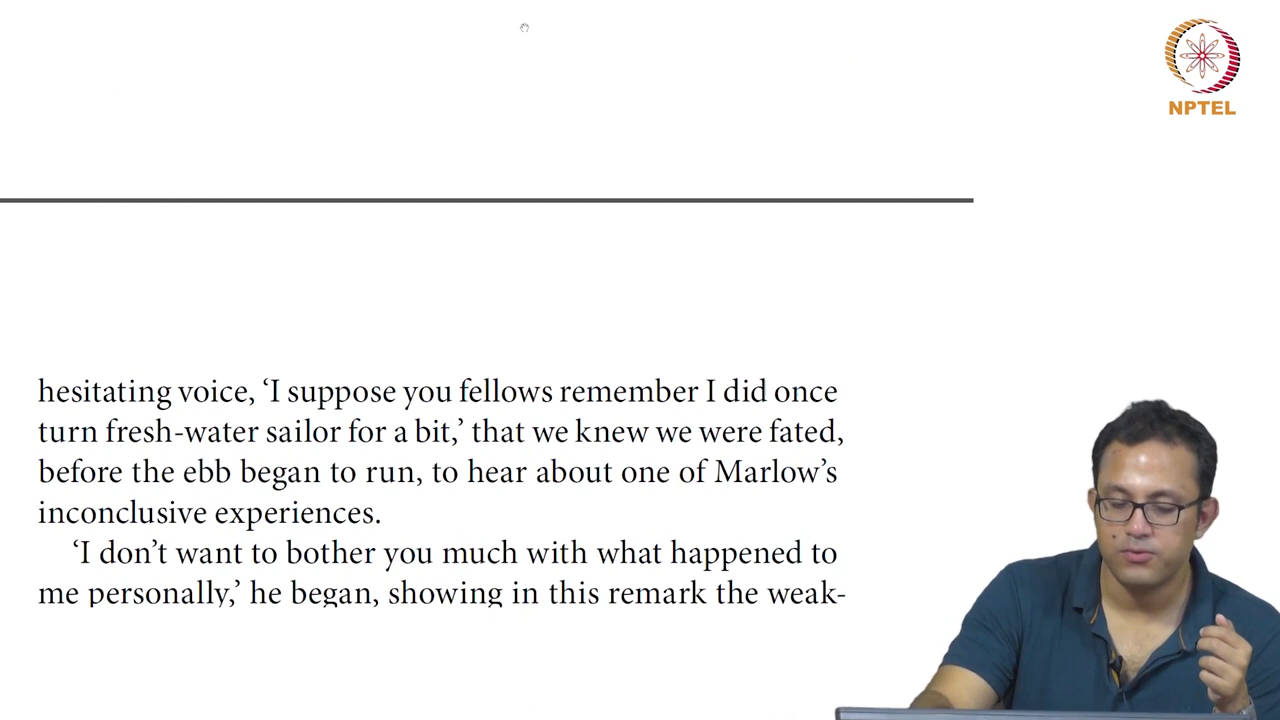 NPTEL
hesitating voice, ‘I suppose you fellows remember I did once
turn fresh-water sailor for a bit,’ that we knew we were fated,
before the ebb began to run, to hear about one of Marlow’s
inconclusive experiences.
‘I don’t want to bother you much with what happened to
me personally,’ he began, showing in this remark the weak-